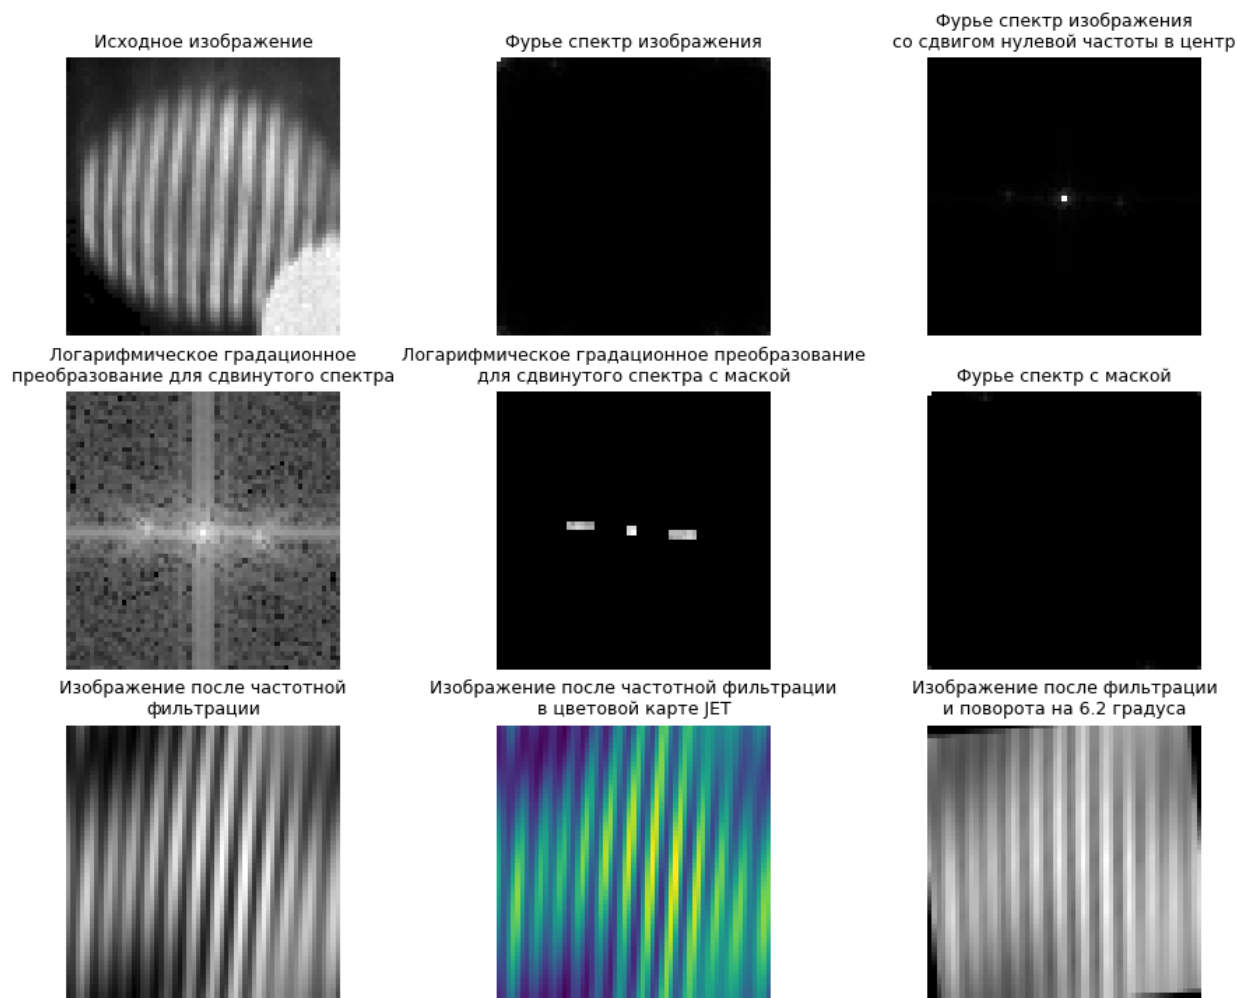 Исходное изображение
Фурье спектр изображения
Фурье спектр изображения
со сдвигом нулевой частоты в центр
Логарифмическое градационное
преобразование для сдвинутого спектра
Логарифмическое градационное преобразование
для сдвинутого спектра с маской
Фурье спектр с маской
Изображение после частотной
фильтрации
Изображение после частотной фильтрации
в цветовой карте JET
Изображение после фильтрации
и поворота на 6.2 градуса